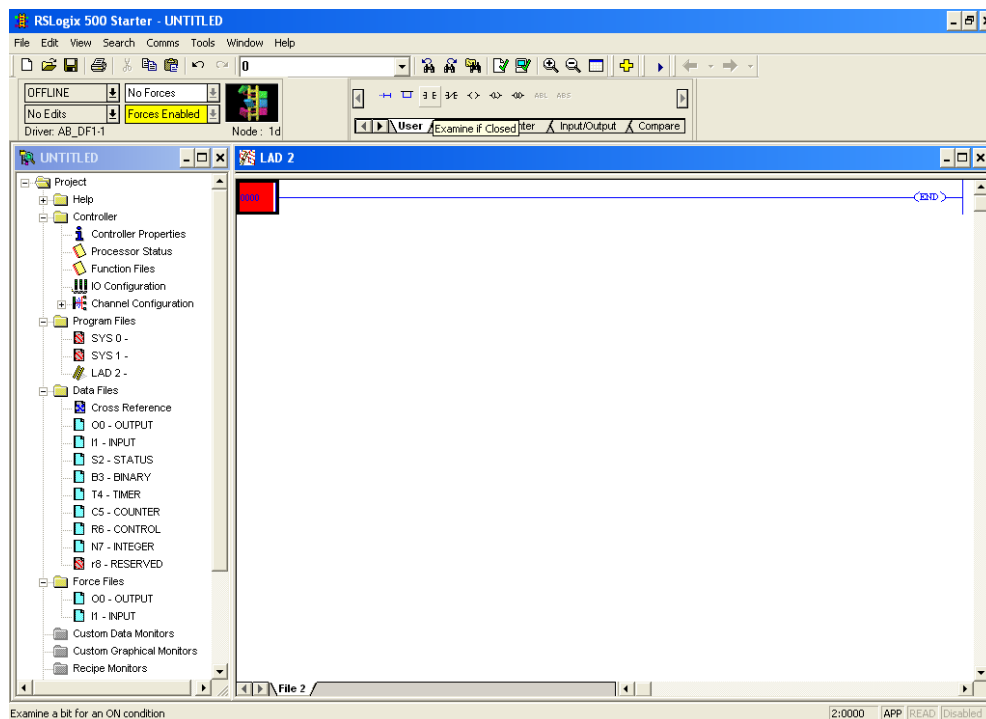 RSLogix 500 Starter - UNTITLED
File Edit View Search Comms Tools Window Help
0
OFFLINE No Forces
No Edits Forces Enabled
Driver: AB_DF1-1 Node : 1d
ABL ABS
User Examine if Closed Input/Output Compare
UNTITLED
LAD 2
Project
Help
Controller
Controller Properties
Processor Status
Function Files
IO Configuration
Channel Configuration
Program Files
SYS 0 -
SYS 1 -
LAD 2 -
Data Files
Cross Reference
O0 - OUTPUT
I1 - INPUT
S2 - STATUS
B3 - BINARY
T4 - TIMER
C5 - COUNTER
R6 - CONTROL
N7 - INTEGER
r8 - RESERVED
Force Files
O0 - OUTPUT
I1 - INPUT
Custom Data Monitors
Custom Graphical Monitors
Recipe Monitors
0000
END
File 2
Examine a bit for an ON condition
2:0000 APP READ Disabled